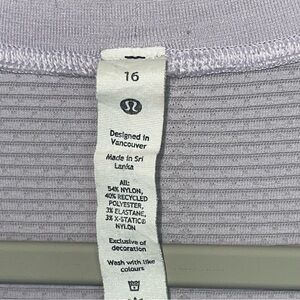 16
Designed in
Vancouver
Made in Sri
Lanka
All:
54% NYLON,
40% RECYCLED
POLYESTER,
3% ELASTANE,
3% X-STATIC®
NYLON
Exclusive of
decoration
Wash with like
colours